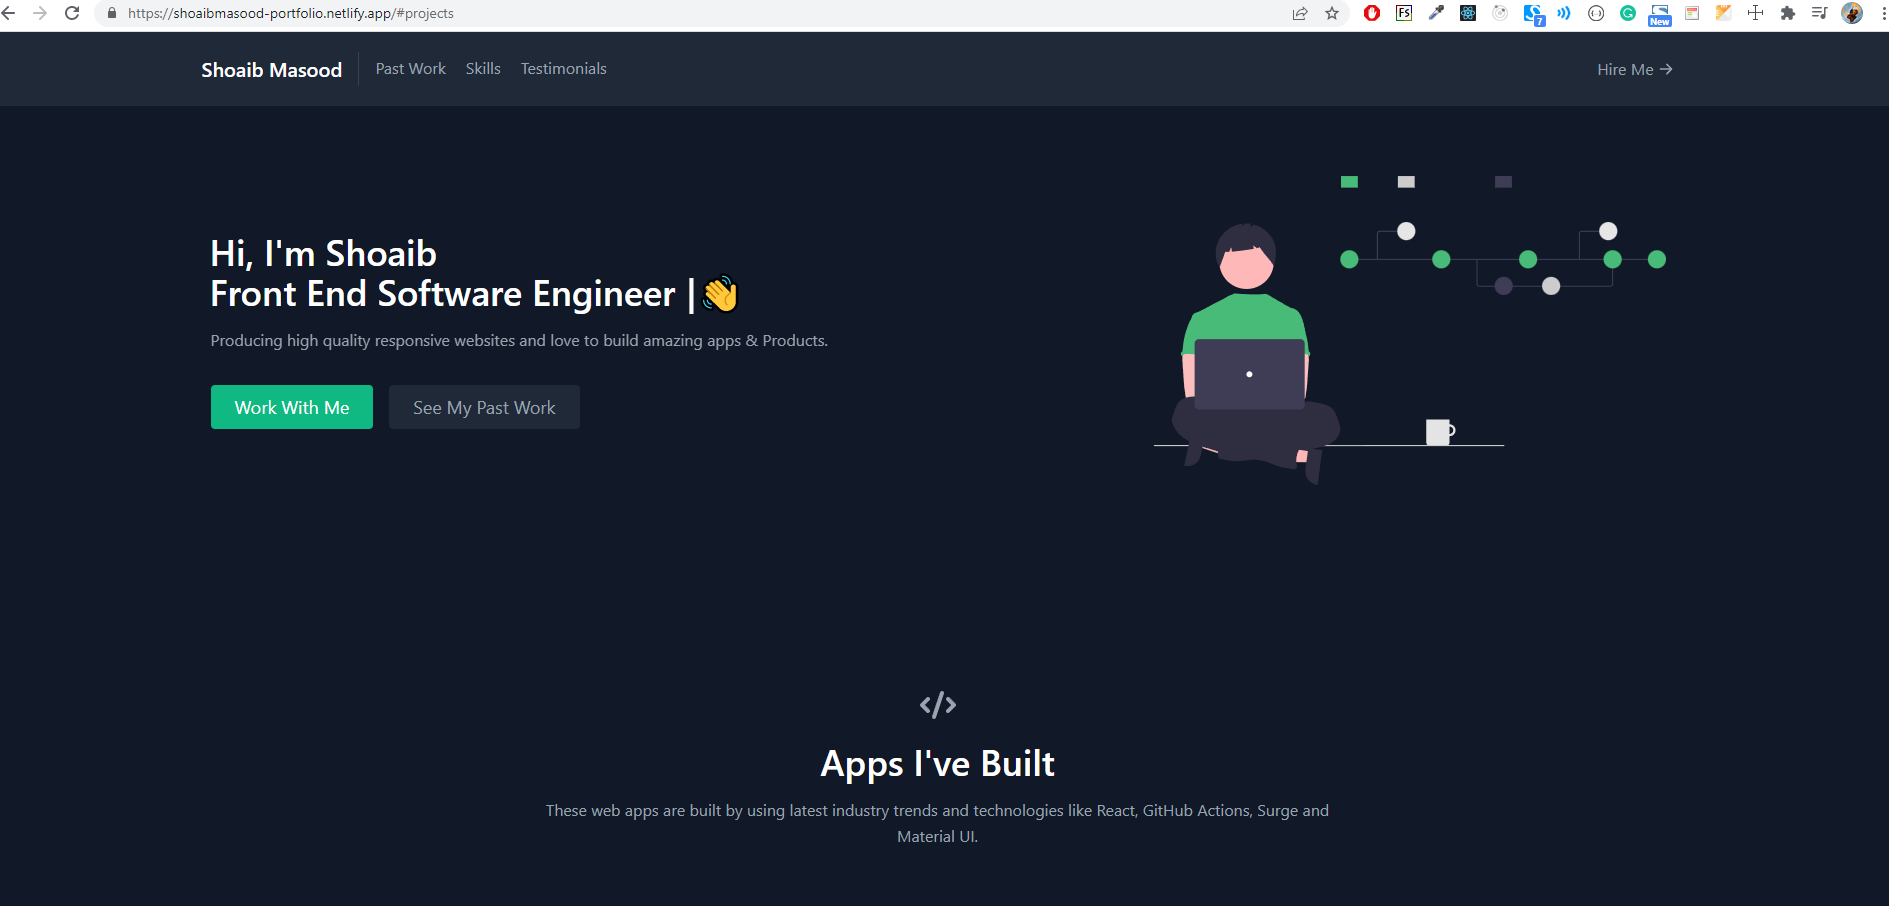 https://shoaibmasood-portfolio.netlify.app/#projects
FS
7
New
Shoaib Masood
Past Work
Skills
Testimonials
Hire Me →
Hi, I'm Shoaib
Front End Software Engineer |👋
Producing high quality responsive websites and love to build amazing apps & Products.
Work With Me
See My Past Work
</>
Apps I've Built
These web apps are built by using latest industry trends and technologies like React, GitHub Actions, Surge and
Material UI.